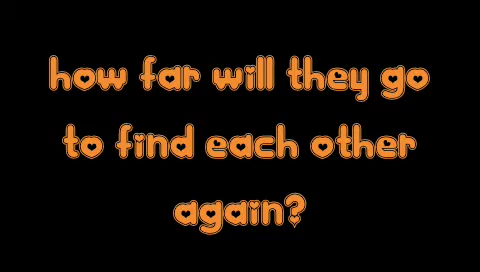 how far will they go
to find each other
again?